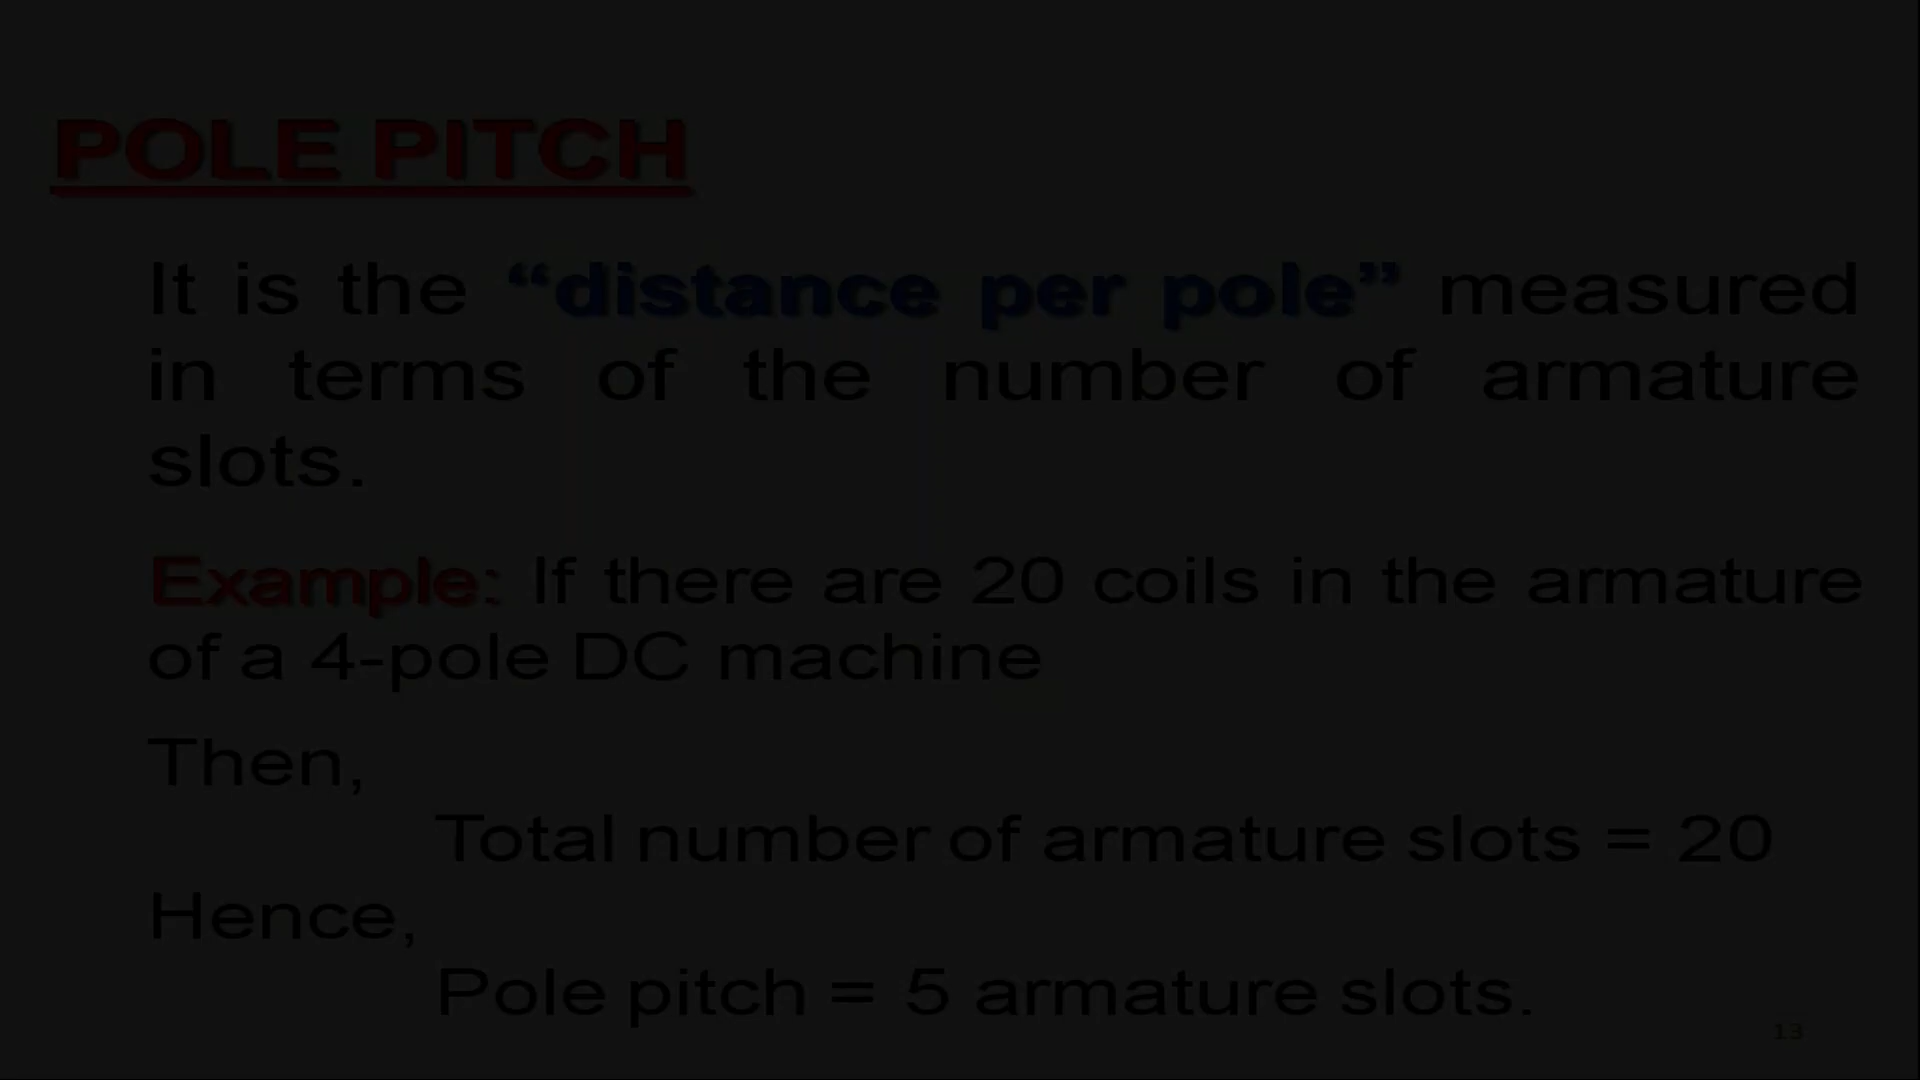 POLE PITCH
It is the “distance per pole” measured
in terms of the number of armature
slots.
Example: If there are 20 coils in the armature
of a 4-pole DC machine
Then,
Total number of armature slots = 20
Hence,
Pole pitch = 5 armature slots.
13